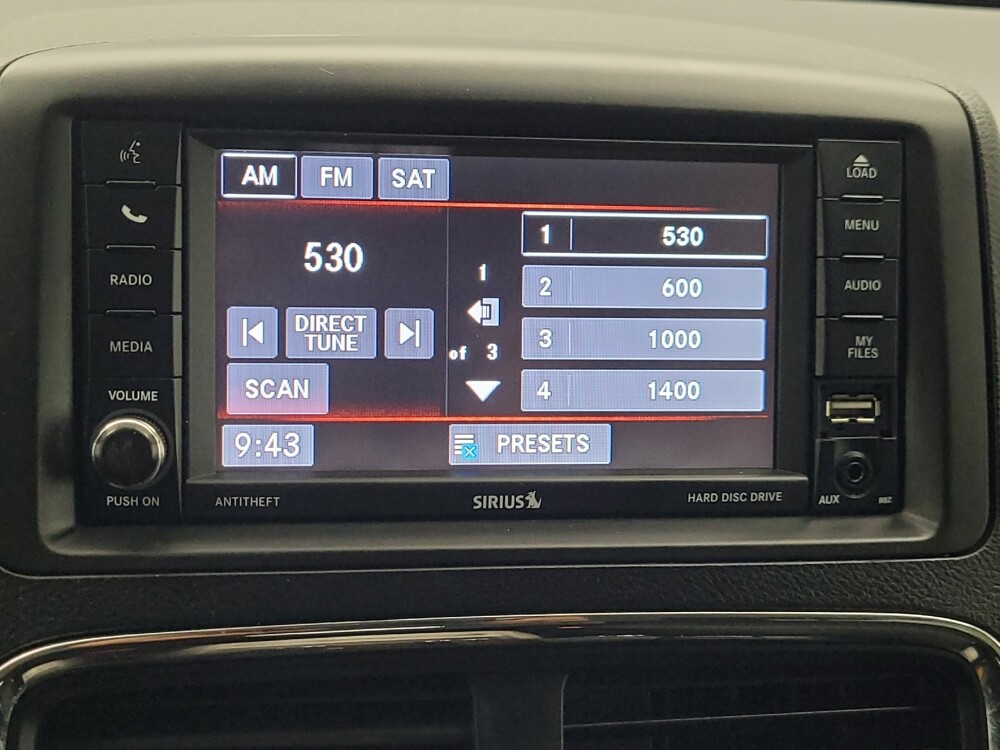 AM FM SAT
530
DIRECT
TUNE
SCAN
1
of 3
1 530
2 600
3 1000
4 1400
9:43
PRESETS
RADIO
MEDIA
VOLUME
PUSH ON
LOAD
MENU
AUDIO
MY
FILES
AUX
RBZ
ANTITHEFT
SIRIUS
HARD DISC DRIVE